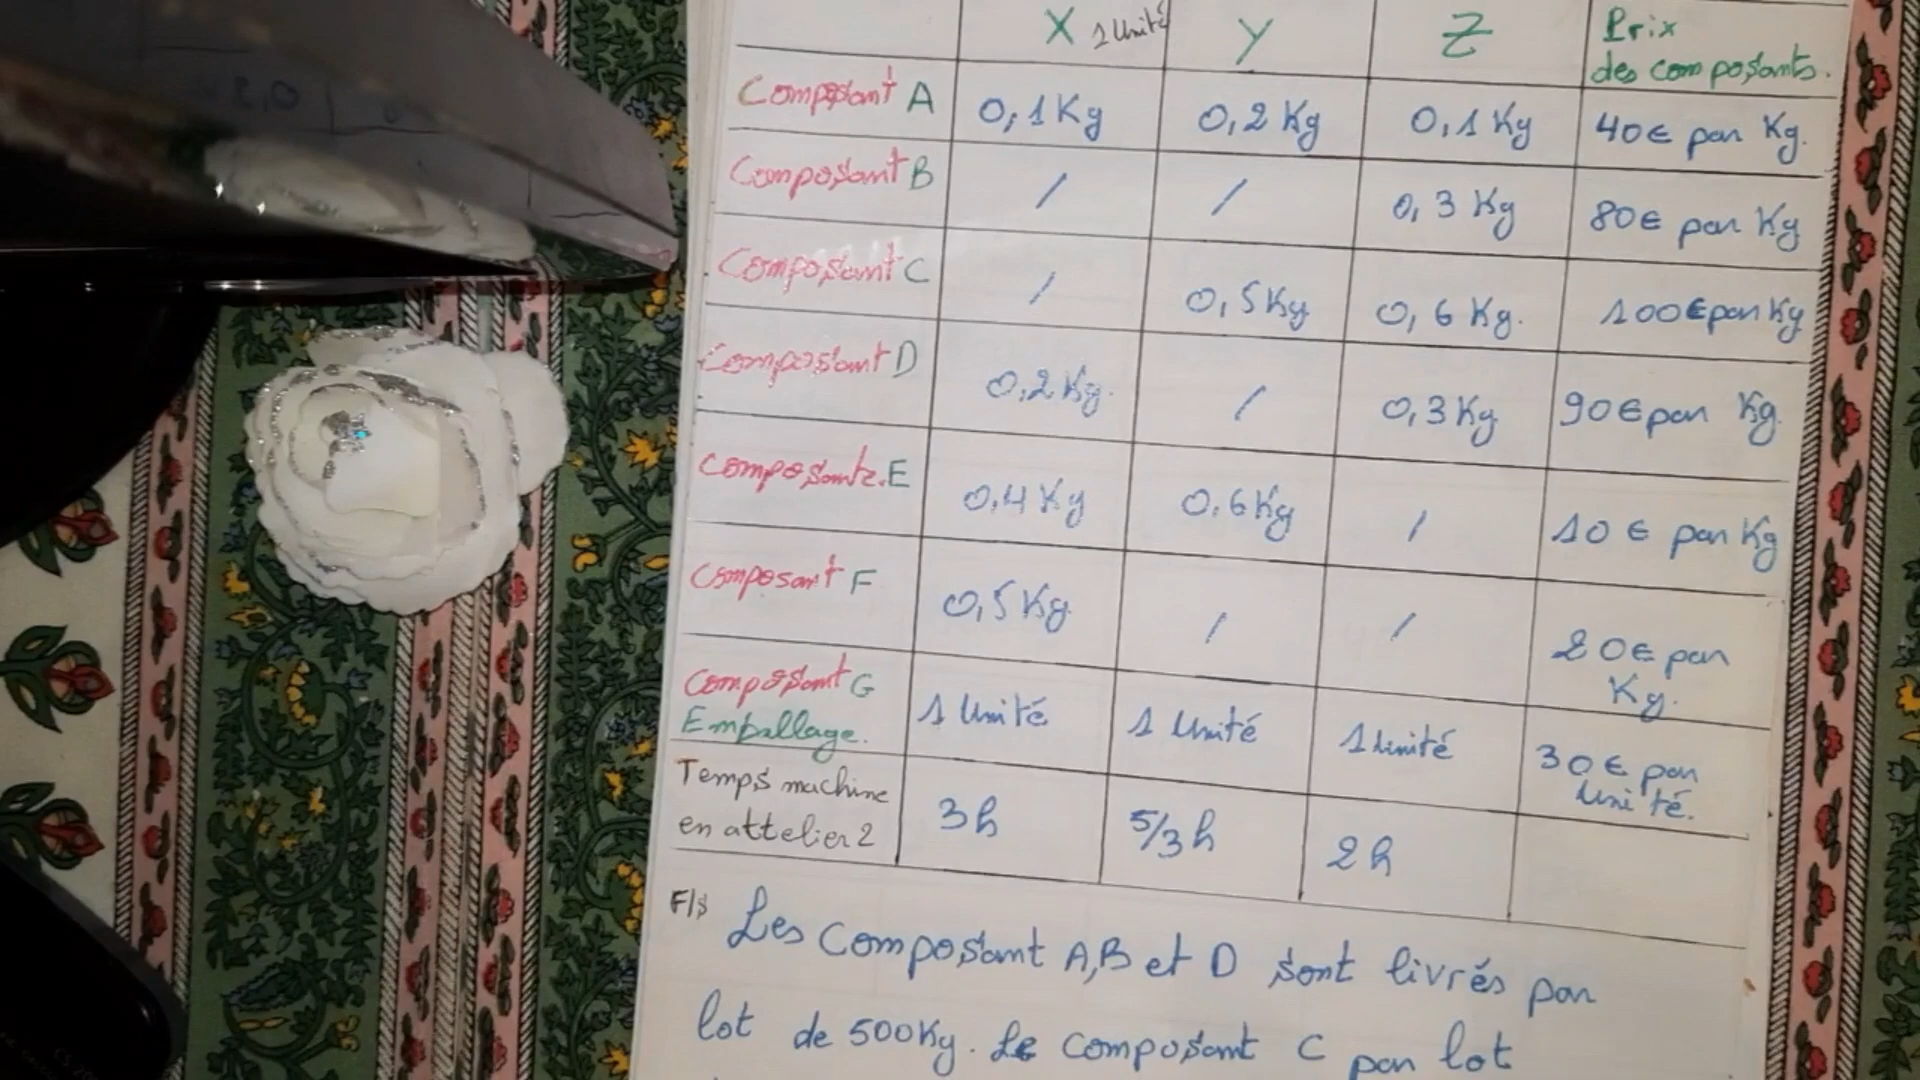 X 1 Unité Y Z Prix
des composants.
Composant A 0,1 Kg 0,2 Kg 0,1 Kg 40€ par Kg.
Composant B / / 0,3 Kg 80€ par Kg
Composant C / 0,5 Kg 0,6 Kg. 100€ par Kg
Composant D 0,2 Kg. / 0,3 Kg 90€ par Kg.
Composante.E 0,4 Kg 0,6 Kg / 10 € par Kg
Composant F 0,5 Kg / / 20€ par
Kg.
Composant G 1 Unité 1 Unité 1 Unité 30€ par
Emballage. Unité.
Temps machine 3h 5/3h 2h
en attelier 2
F/S Les Composant A,B et D sont livrés par
lot de 500Kg. Le Composant C par lot